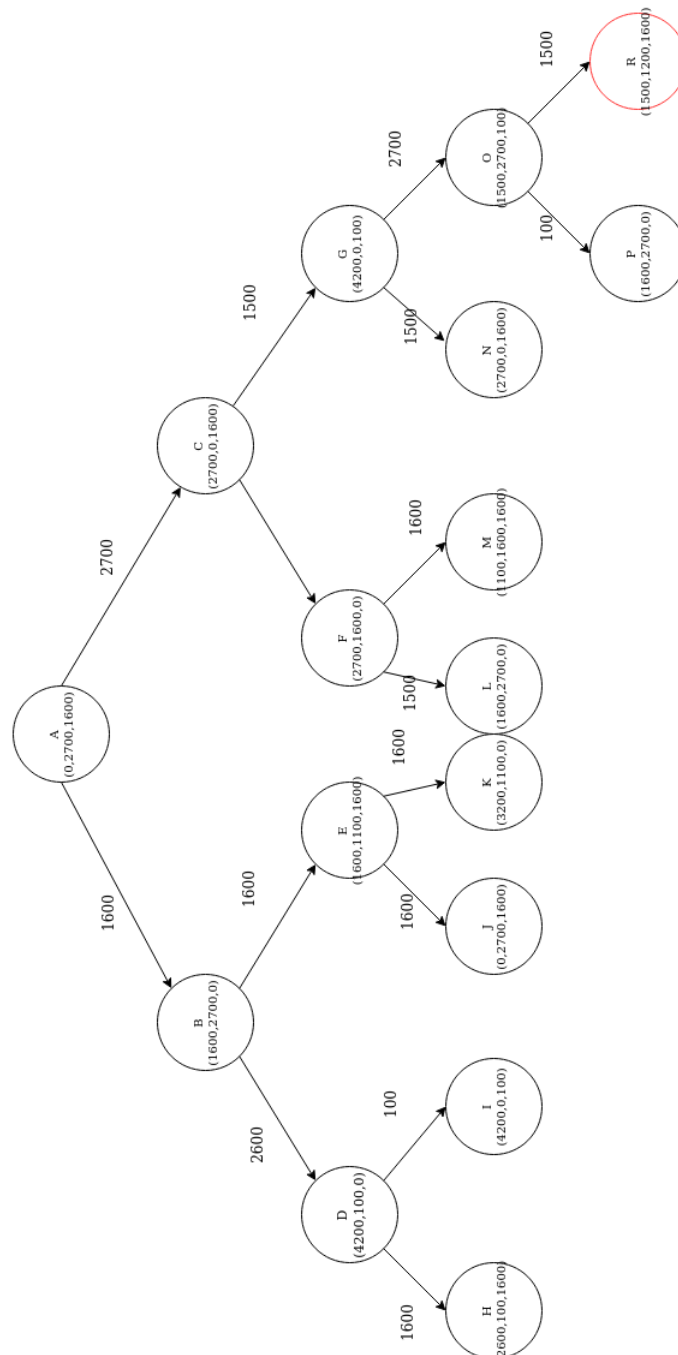 A
(0,2700,1600)
1600
2700
B
(1600,2700,0)
C
(2700,0,1600)
2600
1600
1500
D
(4200,100,0)
E
(1600,1100,1600)
F
(2700,1600,0)
G
(4200,0,100)
1600
100
1600
1600
1500
1600
1500
2700
H
2600,100,1600)
I
(4200,0,100)
J
(0,2700,1600)
K
(3200,1100,0)
L
(1600,2700,0)
M
(1100,1600,1600)
N
(2700,0,1600)
O
(1500,2700,100)
100
1500
P
(1600,2700,0)
R
(1500,1200,1600)